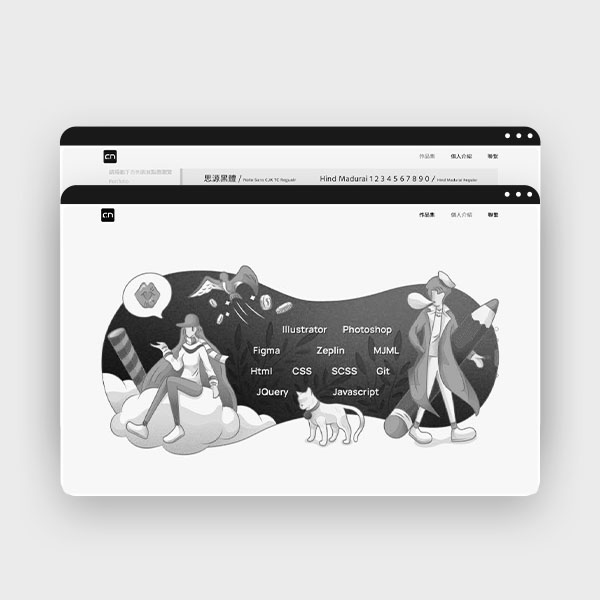 cn
作品集 個人介紹 聯繫
思源黑體 / Noto Sans CJK TC Regualr Hind Madurai 1 2 3 4 5 6 7 8 9 0 / Hind Madurai Regular
cn
作品集 個人介紹 聯繫
Illustrator Photoshop
Figma Zeplin MJML
Html CSS SCSS Git
JQuery Javascript